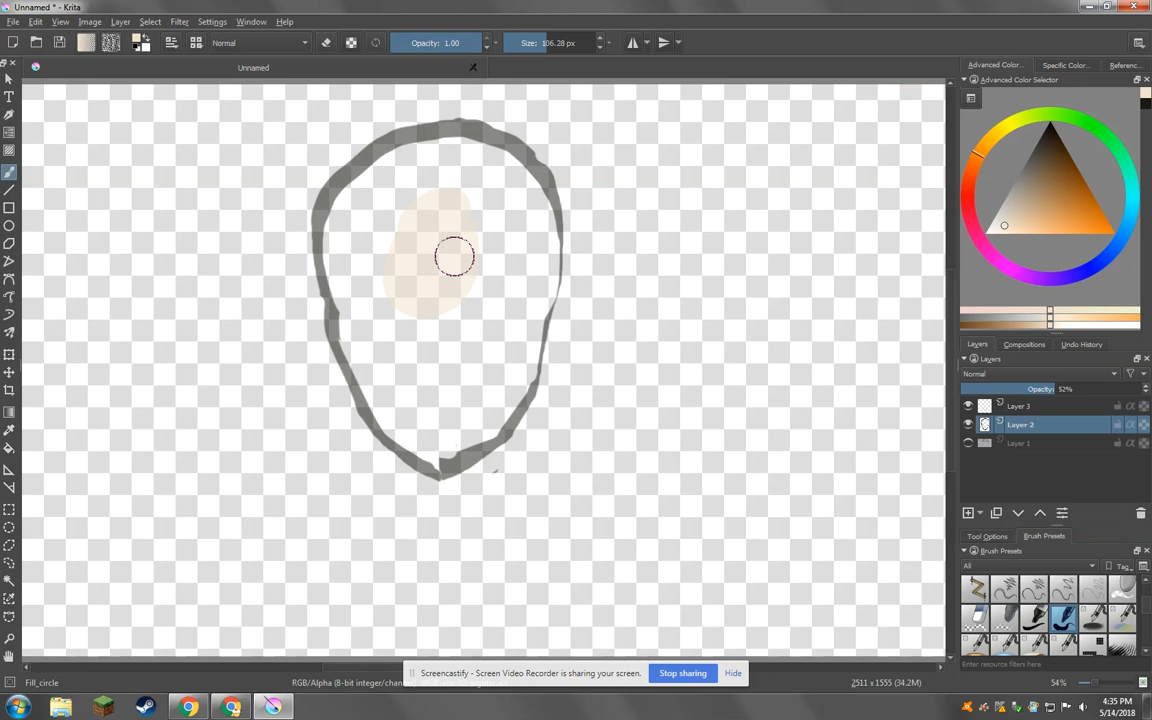 Unnamed * - Krita
File Edit View Image Layer Select Filter Settings Window Help
Normal Opacity: 1.00 Size: 106.28 px
Unnamed
Advanced Color... Specific Color... Referenc...
Advanced Color Selector
Layers Compositions Undo History
Layers
Normal
Opacity: 52%
Layer 3
Layer 2
Layer 1
Tool Options Brush Presets
Brush Presets
All Tag
Enter resource filters here
Screencastify - Screen Video Recorder is sharing your screen. Stop sharing Hide
Fill_circle RGB/Alpha (8-bit integer/chan 2511 x 1555 (34.2M) 54%
4:35 PM
5/14/2018